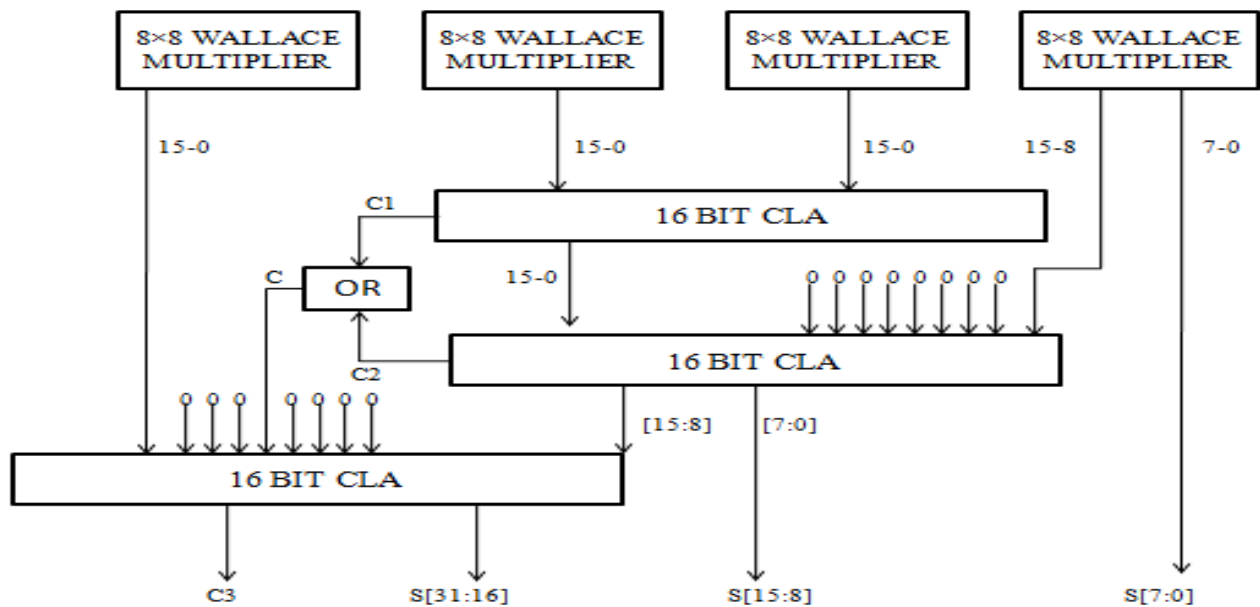 8×8 WALLACE MULTIPLIER
8×8 WALLACE MULTIPLIER
8×8 WALLACE MULTIPLIER
8×8 WALLACE MULTIPLIER
15-0
15-0
15-0
15-8
7-0
C1
16 BIT CLA
C
OR
15-0
0 0 0 0 0 0 0 0
16 BIT CLA
C2
0 0 0 0 0 0 0
[15:8]
[7:0]
16 BIT CLA
C3
S[31:16]
S[15:8]
S[7:0]